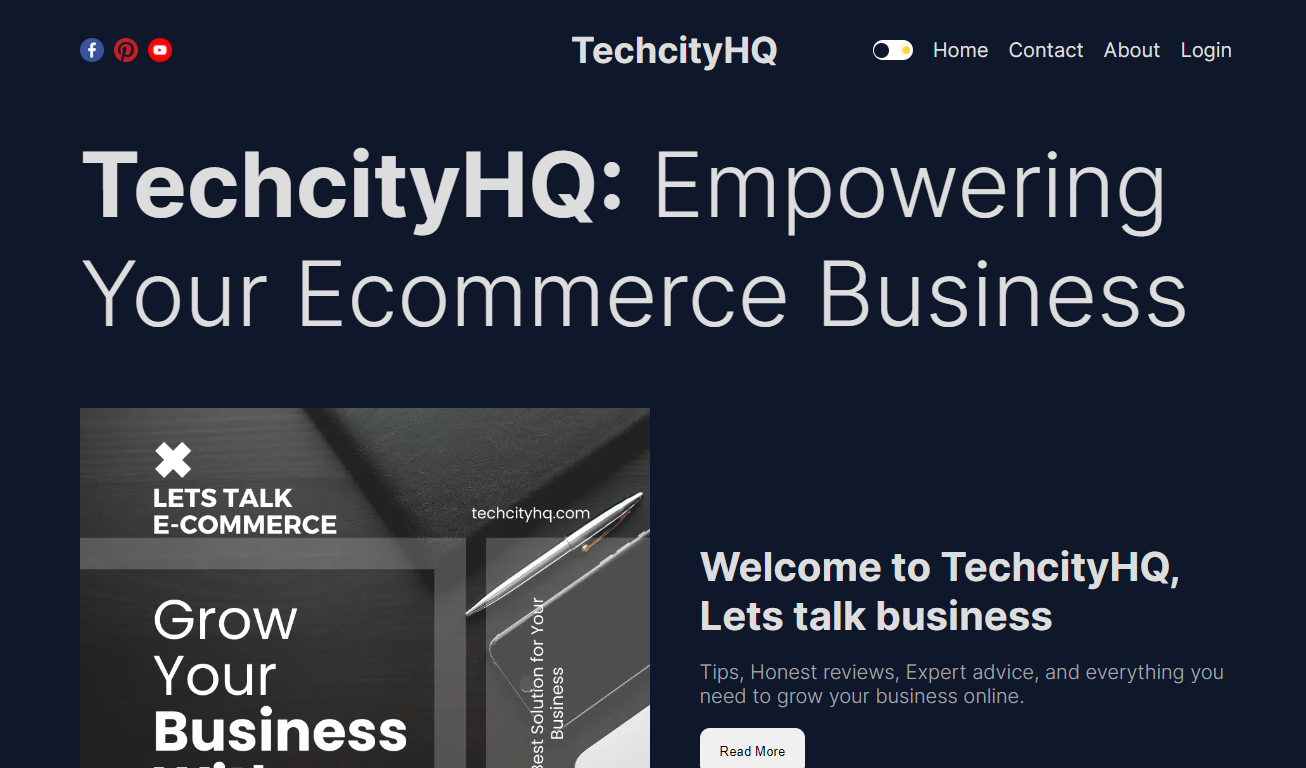 TechcityHQ
Home Contact About Login
TechcityHQ: Empowering
Your Ecommerce Business
LETS TALK
E-COMMERCE
techcityhq.com
Grow
Your
Business
Best Solution for Your
Business
Welcome to TechcityHQ,
Lets talk business
Tips, Honest reviews, Expert advice, and everything you
need to grow your business online.
Read More